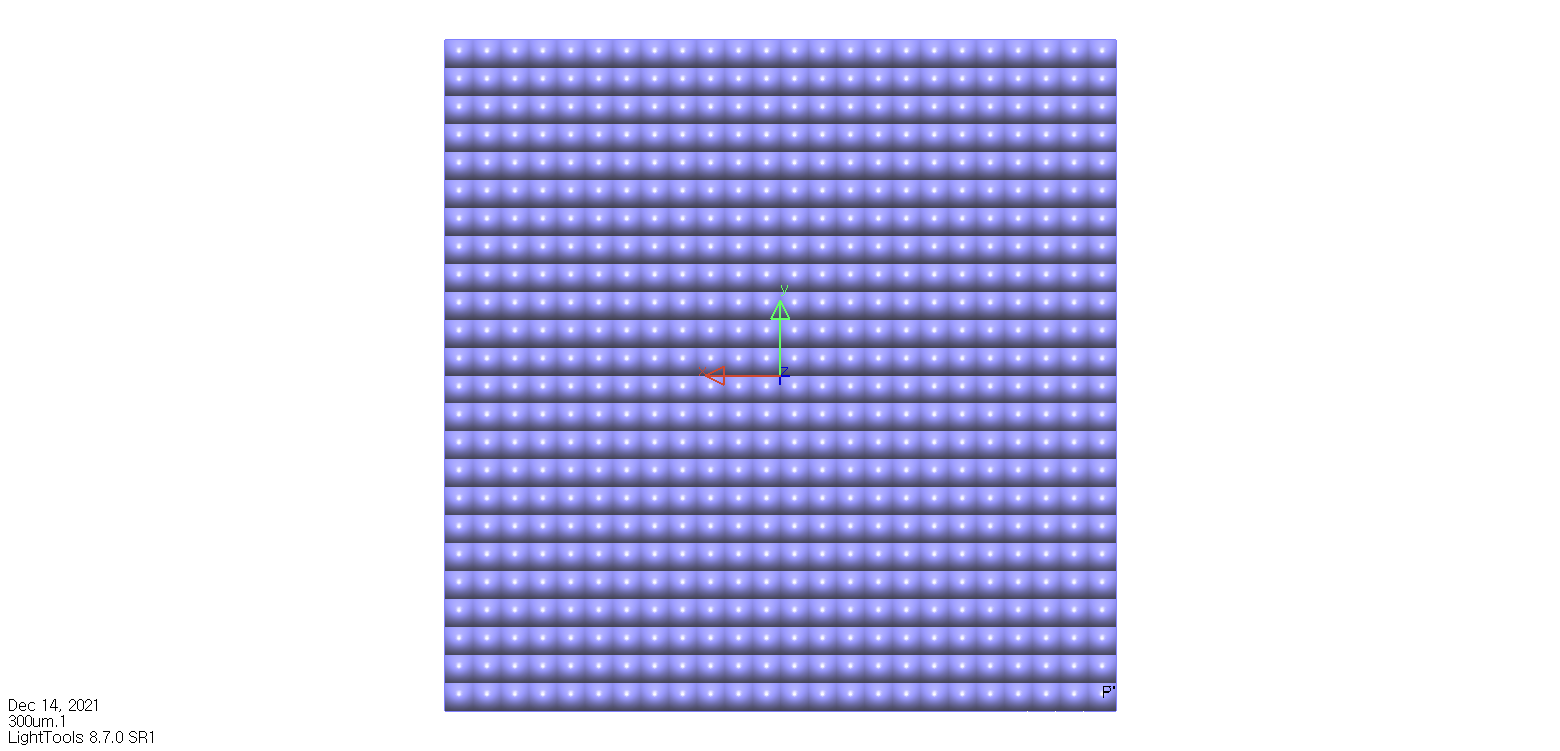 Y
Z
P'
Dec 14, 2021
300um.1
LightTools 8.7.0 SR1